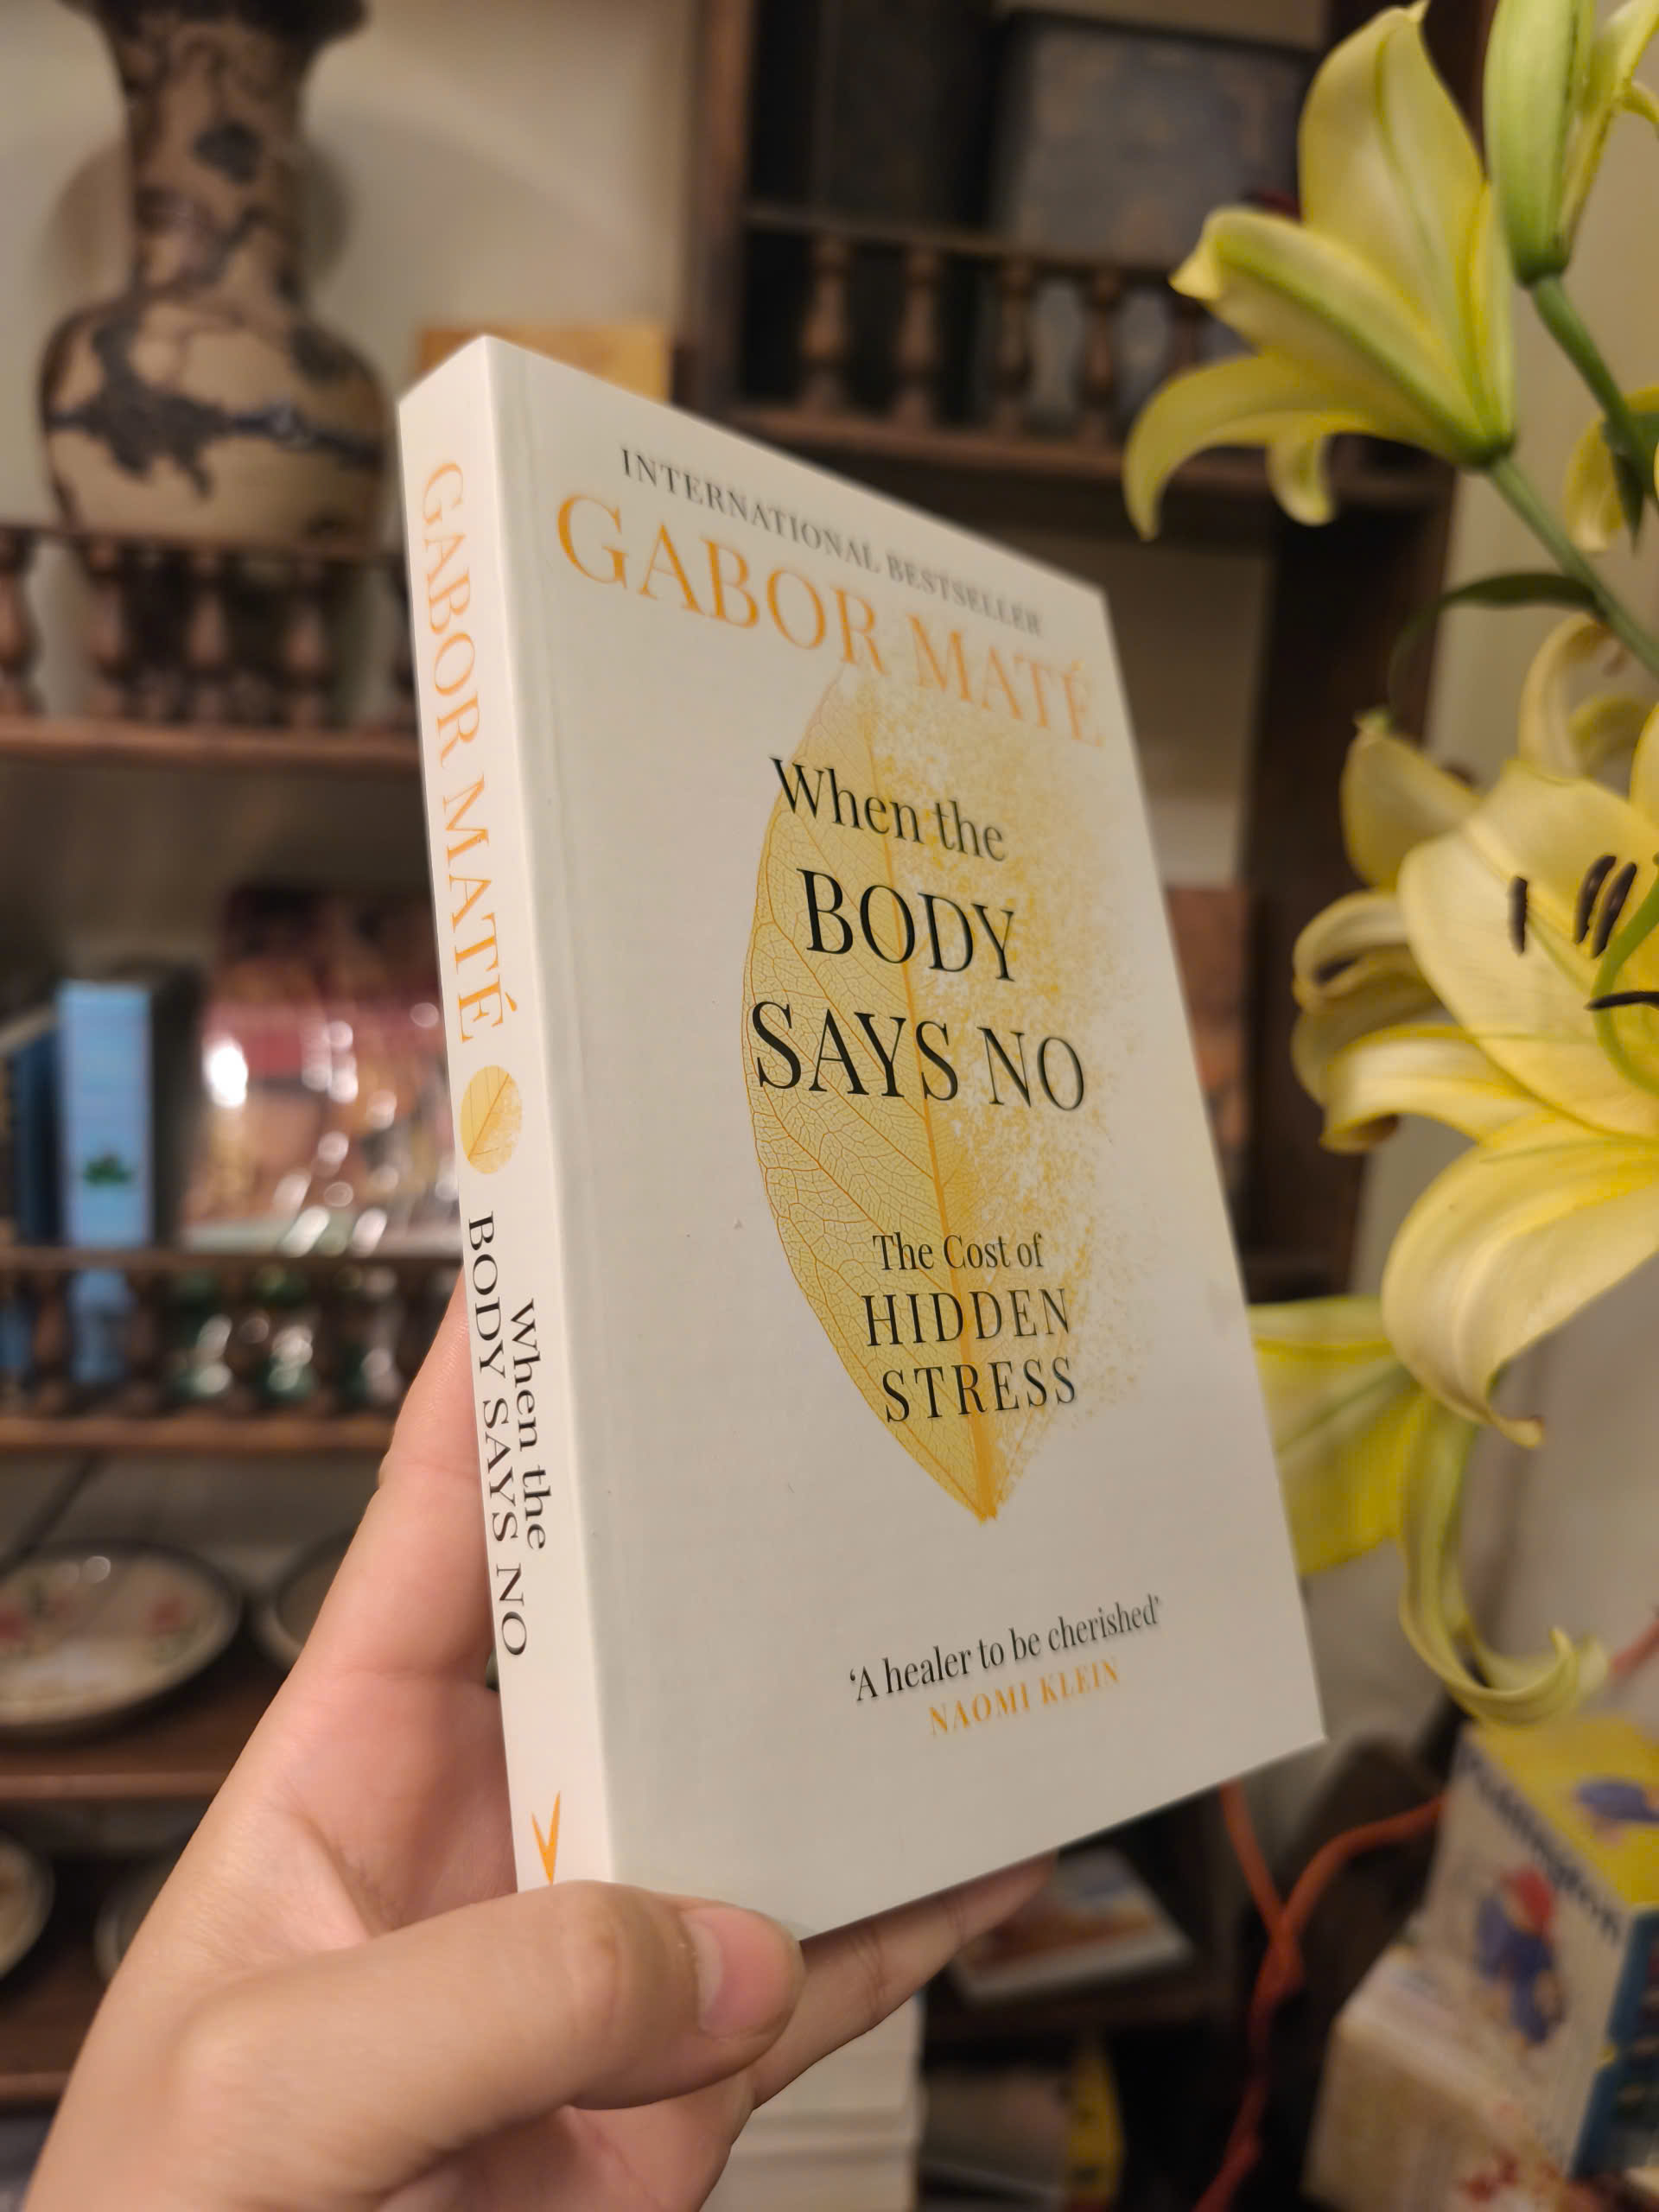 INTERNATIONAL BESTSELLER
GABOR MATÉ
When the
BODY
SAYS NO
The Cost of
HIDDEN
STRESS
‘A healer to be cherished’
NAOMI KLEIN
GABOR MATÉ
When the
BODY SAYS NO